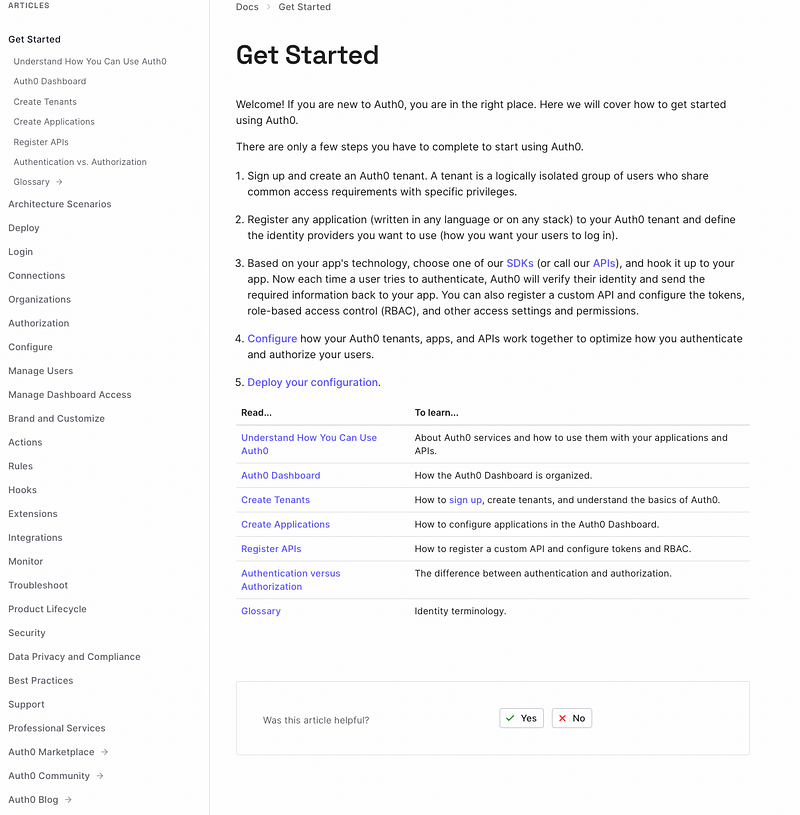 ARTICLES
Get Started
Understand How You Can Use Auth0
Auth0 Dashboard
Create Tenants
Create Applications
Register APIs
Authentication vs. Authorization
Glossary →
Architecture Scenarios
Deploy
Login
Connections
Organizations
Authorization
Configure
Manage Users
Manage Dashboard Access
Brand and Customize
Actions
Rules
Hooks
Extensions
Integrations
Monitor
Troubleshoot
Product Lifecycle
Security
Data Privacy and Compliance
Best Practices
Support
Professional Services
Auth0 Marketplace →
Auth0 Community →
Auth0 Blog →
Docs > Get Started
Get Started
Welcome! If you are new to Auth0, you are in the right place. Here we will cover how to get started
using Auth0.
There are only a few steps you have to complete to start using Auth0.
1. Sign up and create an Auth0 tenant. A tenant is a logically isolated group of users who share
common access requirements with specific privileges.
2. Register any application (written in any language or on any stack) to your Auth0 tenant and define
the identity providers you want to use (how you want your users to log in).
3. Based on your app's technology, choose one of our SDKs (or call our APIs), and hook it up to your
app. Now each time a user tries to authenticate, Auth0 will verify their identity and send the
required information back to your app. You can also register a custom API and configure the tokens,
role-based access control (RBAC), and other access settings and permissions.
4. Configure how your Auth0 tenants, apps, and APIs work together to optimize how you authenticate
and authorize your users.
5. Deploy your configuration.
Read... To learn...
Understand How You Can Use About Auth0 services and how to use them with your applications and
Auth0 APIs.
Auth0 Dashboard How the Auth0 Dashboard is organized.
Create Tenants How to sign up, create tenants, and understand the basics of Auth0.
Create Applications How to configure applications in the Auth0 Dashboard.
Register APIs How to register a custom API and configure tokens and RBAC.
Authentication versus The difference between authentication and authorization.
Authorization
Glossary Identity terminology.
Was this article helpful? Yes No